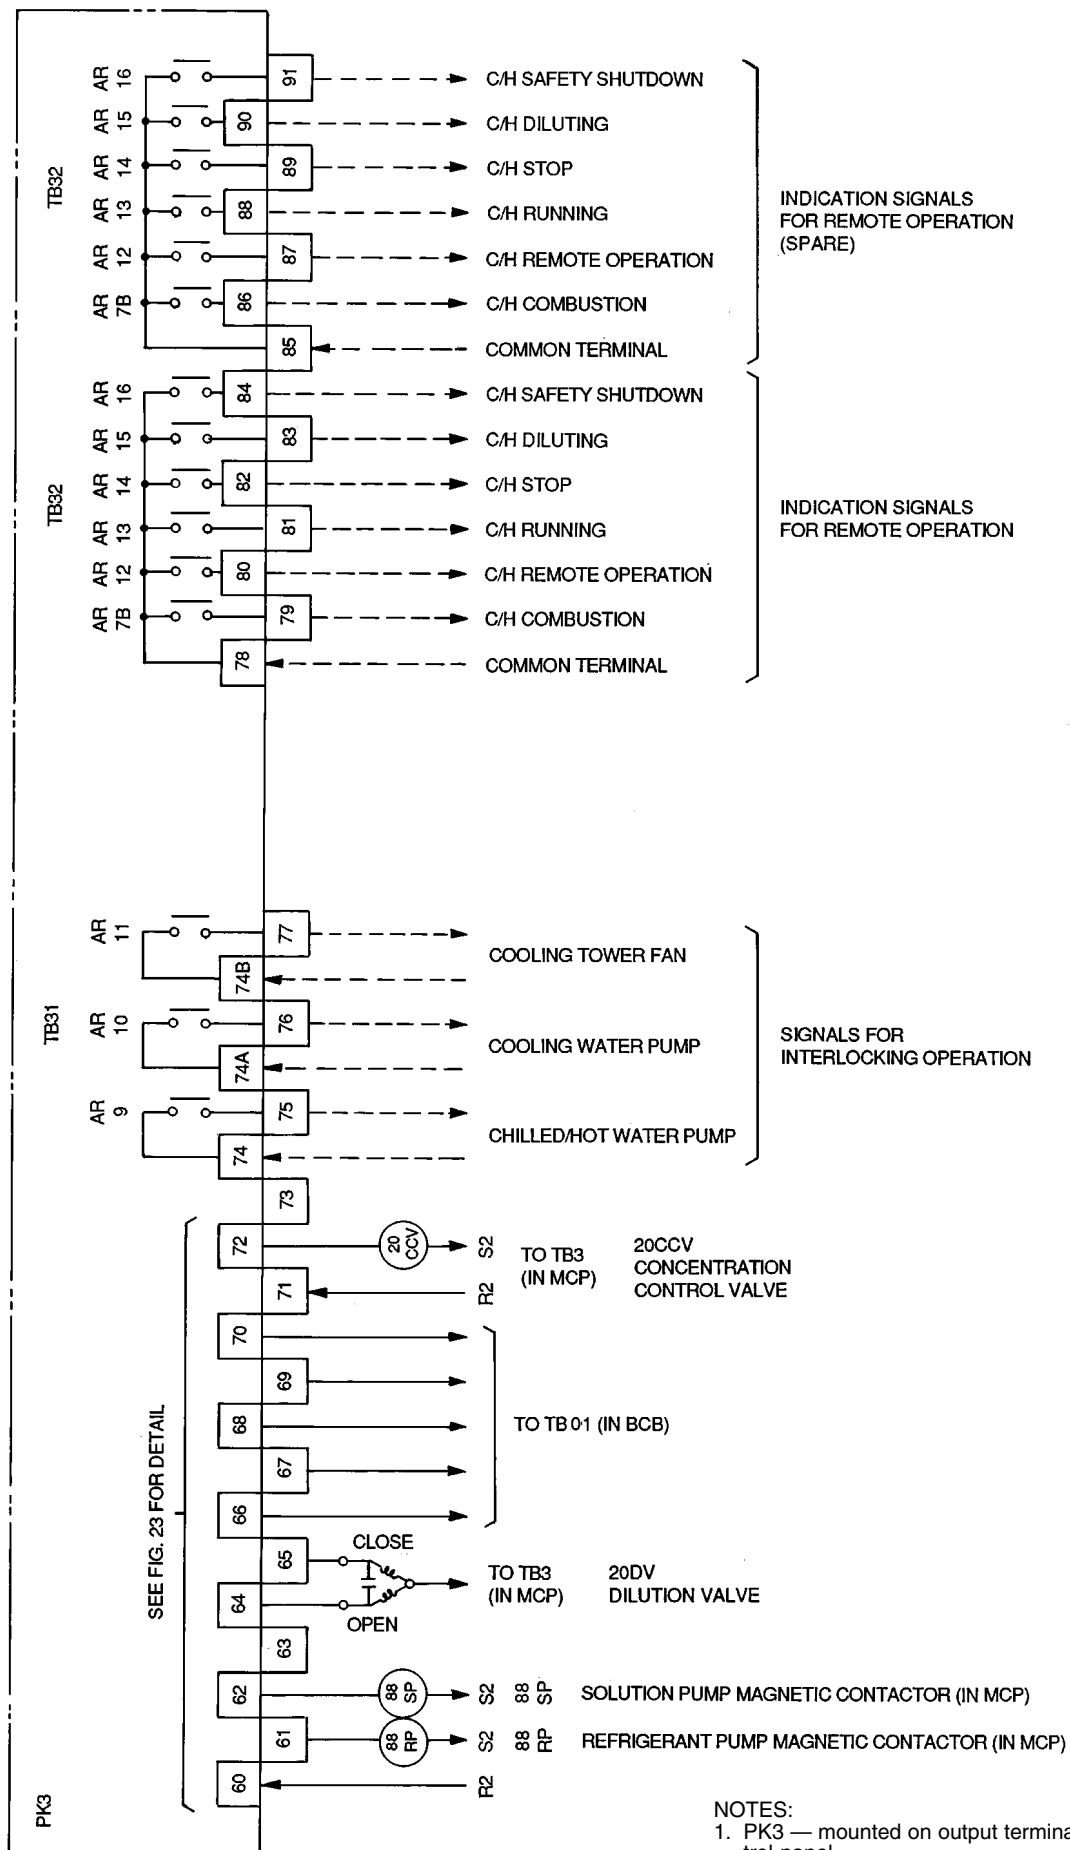 AR 16
91
C/H SAFETY SHUTDOWN
AR 15
90
C/H DILUTING
AR 14
89
C/H STOP
TB32
AR 13
88
C/H RUNNING
INDICATION SIGNALS
FOR REMOTE OPERATION
(SPARE)
AR 12
87
C/H REMOTE OPERATION
AR 7B
86
C/H COMBUSTION
85
COMMON TERMINAL
AR 16
84
C/H SAFETY SHUTDOWN
AR 15
83
C/H DILUTING
TB32
AR 14
82
C/H STOP
INDICATION SIGNALS
FOR REMOTE OPERATION
AR 13
81
C/H RUNNING
AR 12
80
C/H REMOTE OPERATION
AR 7B
79
C/H COMBUSTION
78
COMMON TERMINAL
AR 11
77
COOLING TOWER FAN
74B
TB31
AR 10
76
COOLING WATER PUMP
74A
SIGNALS FOR
INTERLOCKING OPERATION
AR 9
75
CHILLED/HOT WATER PUMP
74
73
72
20 CCV
S2
TO TB3
(IN MCP)
20CCV
CONCENTRATION
CONTROL VALVE
71
R2
70
69
68
TO TB 01 (IN BCB)
67
66
SEE FIG. 23 FOR DETAIL
65
CLOSE
TO TB3
(IN MCP)
20DV
DILUTION VALVE
64
OPEN
63
62
88 SP
S2
88 SP
SOLUTION PUMP MAGNETIC CONTACTOR (IN MCP)
61
88 RP
S2
88 RP
REFRIGERANT PUMP MAGNETIC CONTACTOR (IN MCP)
60
R2
PK3
NOTES:
1. PK3 — mounted on output termina
trol panel